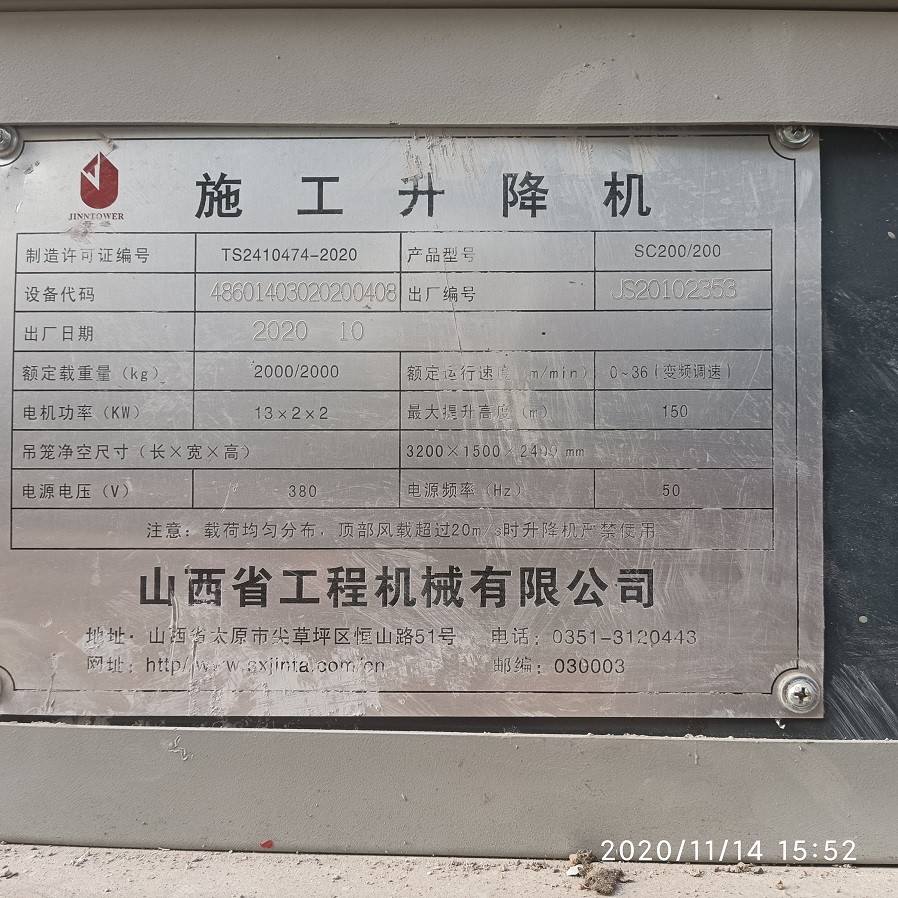 施工升降机
JINNTOWER
制造许可证编号 TS2410474-2020 产品型号 SC200/200
设备代码 48601403020200408 出厂编号 JS20102353
出厂日期 2020 10
额定载重量(kg) 2000/2000 额定运行速度(m/min) 0~36(变频调速)
电机功率(KW) 13×2×2 最大提升高度(m) 150
吊笼净空尺寸(长×宽×高) 3200×1500×2400 mm
电源电压(V) 380 电源频率(Hz) 50
注意：载荷均匀分布，顶部风载超过20m/s时升降机严禁使用
山西省工程机械有限公司
地址：山西省太原市尖草坪区恒山路51号 电话：0351-3120443
网址：http//www.sxjinta.com/cn 邮编：030003
2020/11/14 15:52